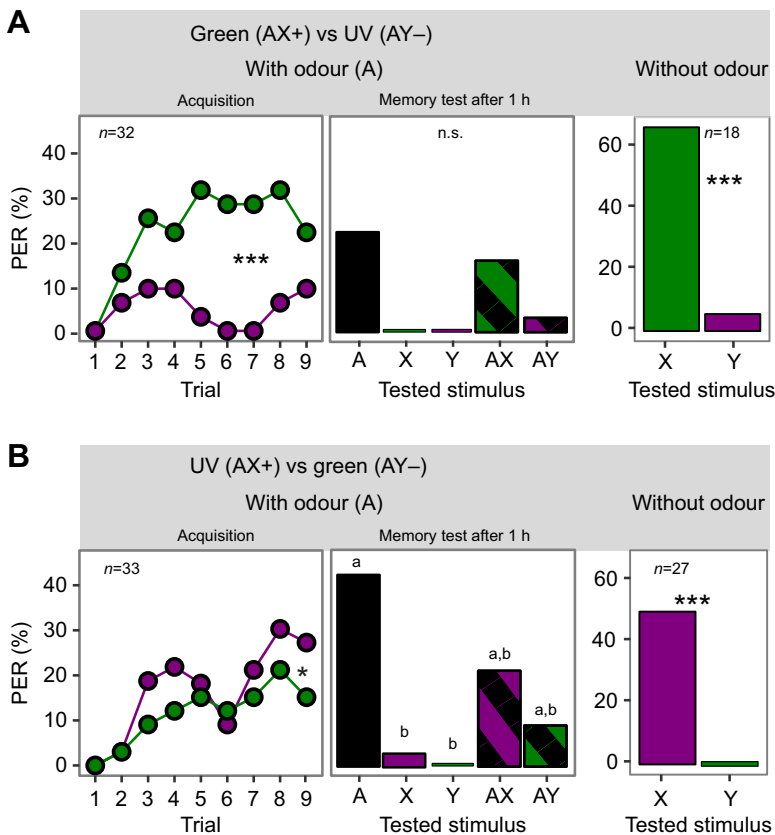 A
Green (AX+) vs UV (AY–)
With odour (A)
Without odour
Acquisition
Memory test after 1 h
n=32
n.s.
n=18
PER (%)
40
30
20
10
0
***
60
40
20
0
***
1 2 3 4 5 6 7 8 9
A X Y AX AY
X Y
Trial
Tested stimulus
Tested stimulus
B
UV (AX+) vs green (AY–)
With odour (A)
Without odour
Acquisition
Memory test after 1 h
n=33
a
n=27
PER (%)
40
30
20
10
0
*
b
b
a,b
a,b
60
40
20
0
***
1 2 3 4 5 6 7 8 9
A X Y AX AY
X Y
Trial
Tested stimulus
Tested stimulus